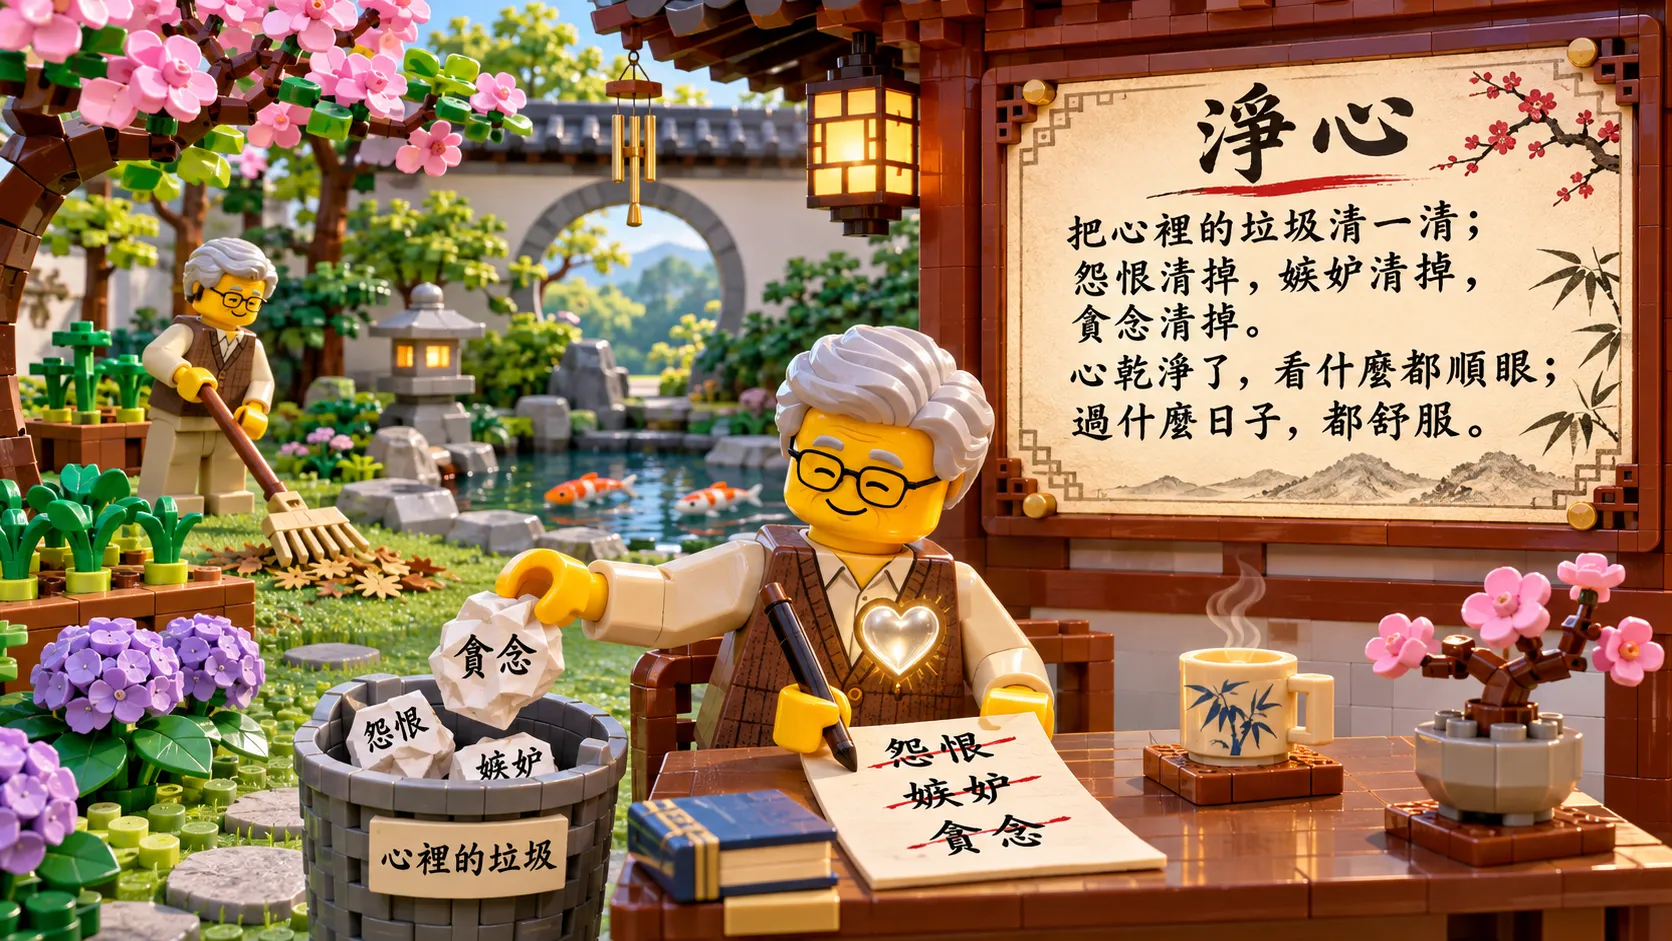 淨心
把心裡的垃圾清一清；
怨恨清掉，嫉妒清掉，
貪念清掉。
心乾淨了，看什麼都順眼；
過什麼日子，都舒服。
貪念
怨恨
嫉妒
心裡的垃圾
怨恨
嫉妒
貪念